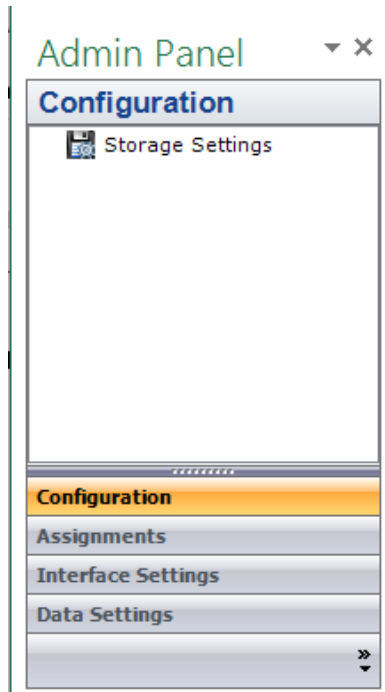 Admin Panel
Configuration
Storage Settings
Configuration
Assignments
Interface Settings
Data Settings